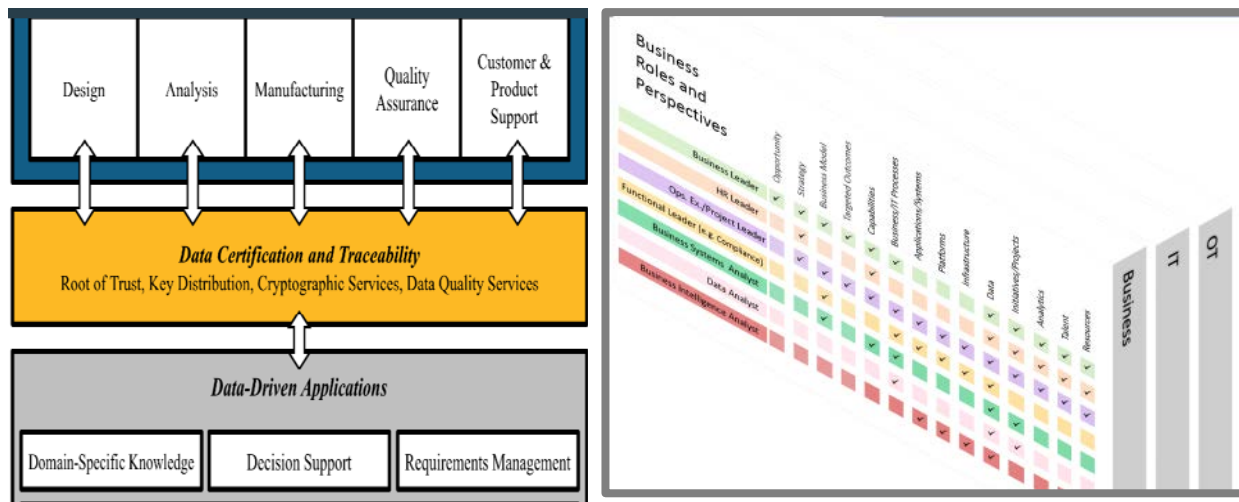 Design
Analysis
Manufacturing
Quality
Assurance
Customer &
Product
Support
Data Certification and Traceability
Root of Trust, Key Distribution, Cryptographic Services, Data Quality Services
Data-Driven Applications
Domain-Specific Knowledge
Decision Support
Requirements Management
Business
Roles and
Perspectives
Opportunity
Strategy
Business Model
Targeted Outcomes
Capabilities
Business/IT Processes
Applications/Systems
Platforms
Infrastructure
Data
Initiatives/Projects
Analytics
Talent
Resources
Business Leader
HR Leader
Ops. Ex./Project Leader
Functional Leader (e.g. Compliance)
Business Systems Analyst
Data Analyst
Business Intelligence Analyst
Business
IT
OT